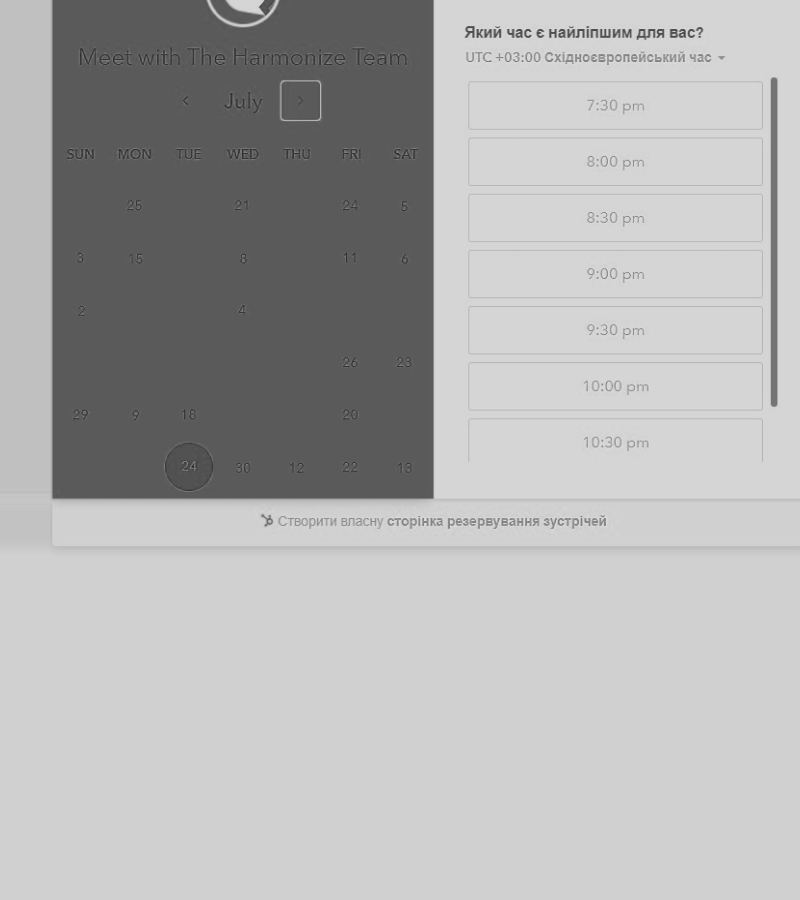 Meet with The Harmonize Team
July
SUN MON TUE WED THU FRI SAT
25 21 24 5
3 15 8 11 6
2 4
26 23
29 9 18 20
24 30 12 22 13
Який час є найліпшим для вас?
UTC +03:00 Східноєвропейський час
7:30 pm
8:00 pm
8:30 pm
9:00 pm
9:30 pm
10:00 pm
10:30 pm
Створити власну сторінка резервування зустрічей